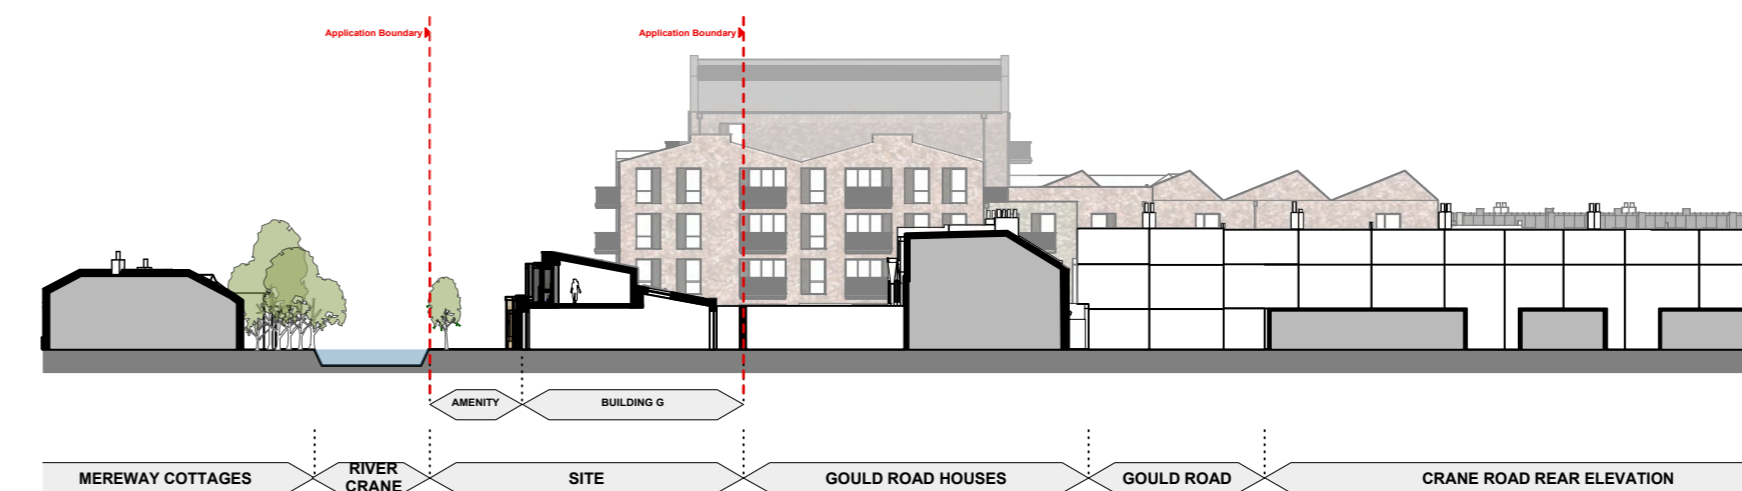 Application Boundary
Application Boundary
AMENITY
BUILDING G
MEREWAY COTTAGES
RIVER
CRANE
SITE
GOULD ROAD HOUSES
GOULD ROAD
CRANE ROAD REAR ELEVATION